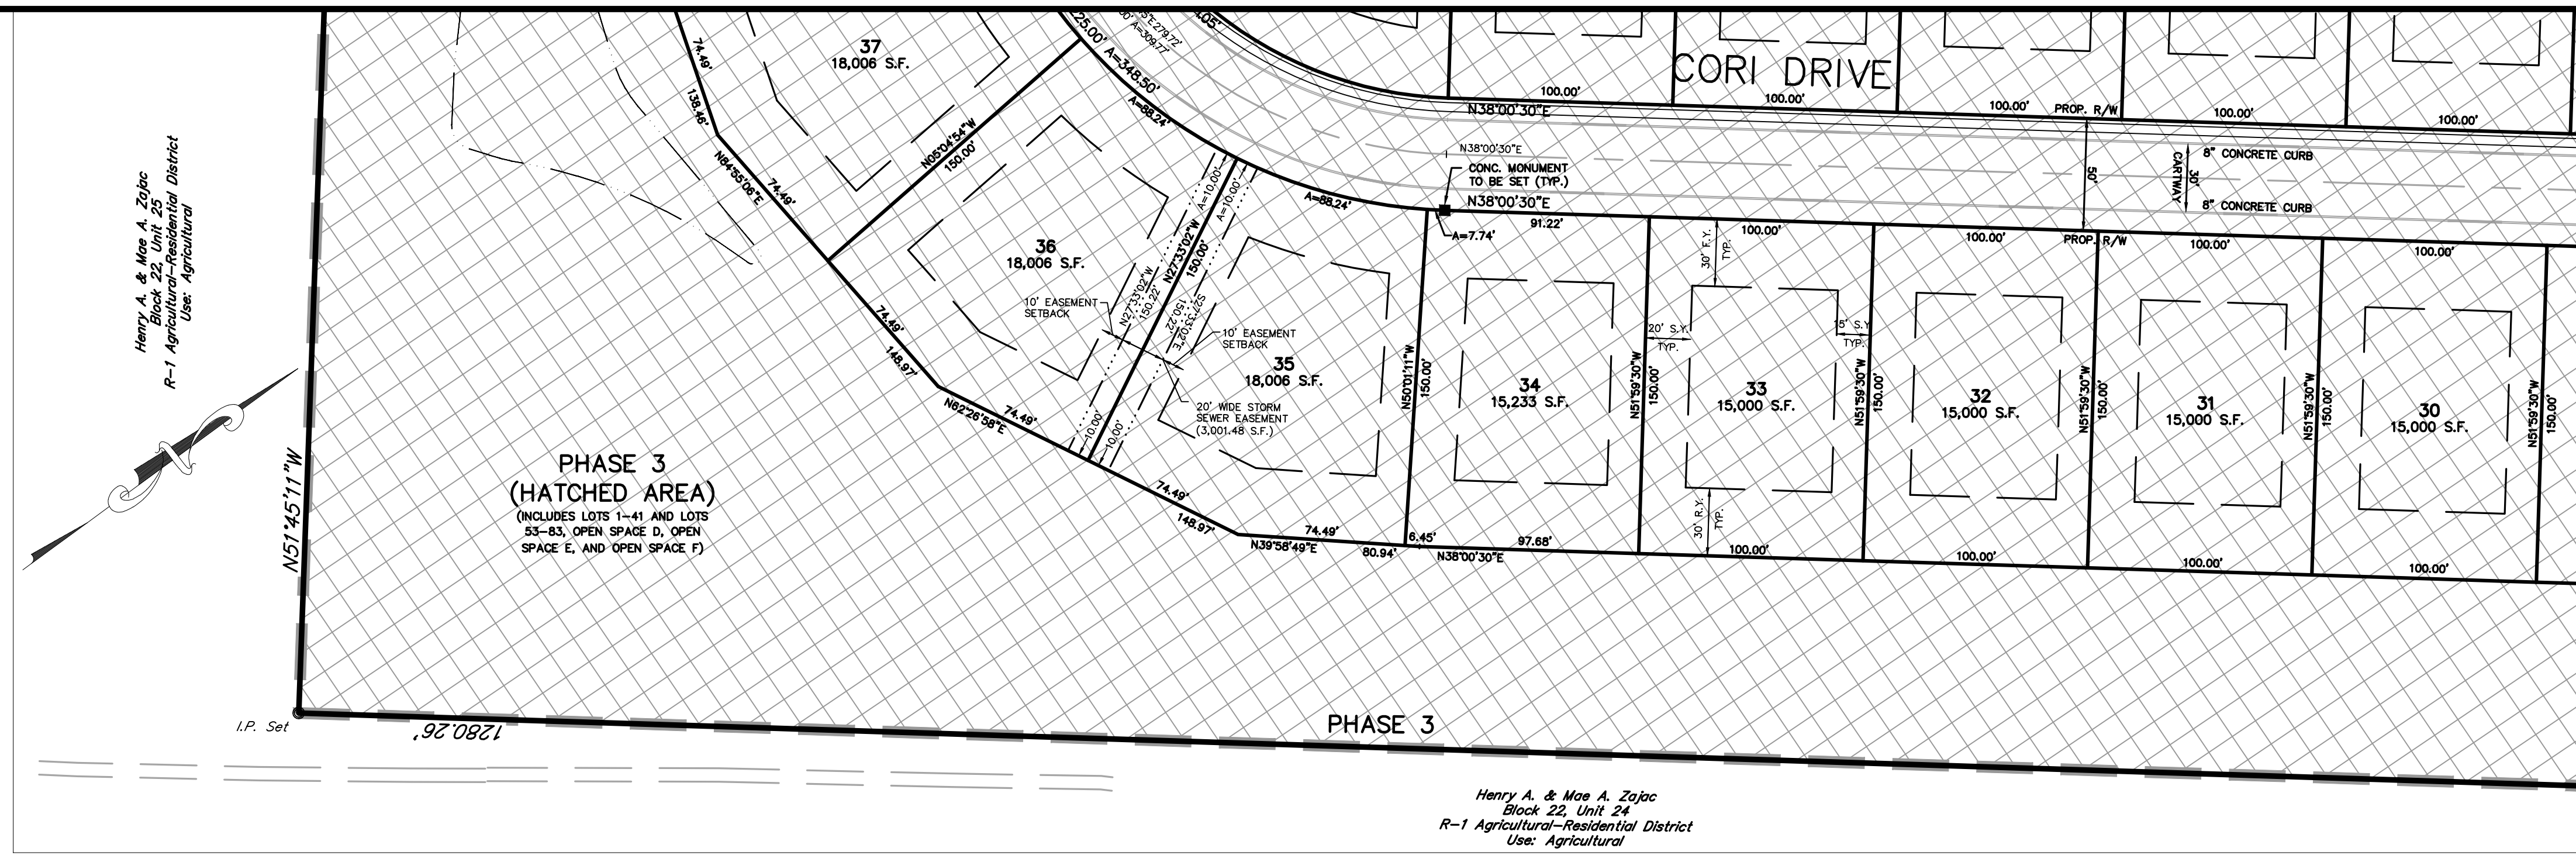 Henry A. & Mae A. Zajac
Block 22, Unit 25
R-1 Agricultural-Residential District
Use: Agricultural
N51°45'11"W
I.P. Set
1280.26'
PHASE 3
(HATCHED AREA)
(INCLUDES LOTS 1-41 AND LOTS
53-83, OPEN SPACE D, OPEN
SPACE E, AND OPEN SPACE F)
74.49'
138.46'
37
18,006 S.F.
N84°55'06"E
74.49'
N05°04'54"W
150.00'
225.00'
A=348.50'
A=88.24'
"E279.72'
A=309.77'
.05'
36
18,006 S.F.
74.49'
148.97'
N62°26'58"E
74.49'
10' EASEMENT
SETBACK
A=10.00'
A=10.00'
N27°33'02"W
150.22'
N27°33'02"W
150.00'
S27°33'02"E
150.22'
10.00'
10.00'
10' EASEMENT
SETBACK
20' WIDE STORM
SEWER EASEMENT
(3,001.48 S.F.)
35
18,006 S.F.
A=88.24'
74.49'
148.97'
74.49'
N39°58'49"E
80.94'
CORI DRIVE
100.00'
100.00'
100.00'
100.00'
100.00'
PROP. R/W
N38°00'30"E
N38°00'30"E
CONC. MONUMENT
TO BE SET (TYP.)
N38°00'30"E
A=7.74'
91.22'
50'
30'
CARTWAY
8" CONCRETE CURB
8" CONCRETE CURB
100.00'
100.00'
PROP. R/W
100.00'
100.00'
N50°01'11"W
150.00'
34
15,233 S.F.
6.45'
97.68'
N38°00'30"E
N51°59'30"W
150.00'
30' F.Y.
TYP.
20' S.Y.
TYP.
15' S.Y.
TYP.
33
15,000 S.F.
30' R.Y.
TYP.
100.00'
N51°59'30"W
150.00'
32
15,000 S.F.
100.00'
N51°59'30"W
150.00'
31
15,000 S.F.
100.00'
N51°59'30"W
150.00'
30
15,000 S.F.
100.00'
N51°59'30"W
150.00'
PHASE 3
Henry A. & Mae A. Zajac
Block 22, Unit 24
R-1 Agricultural-Residential District
Use: Agricultural